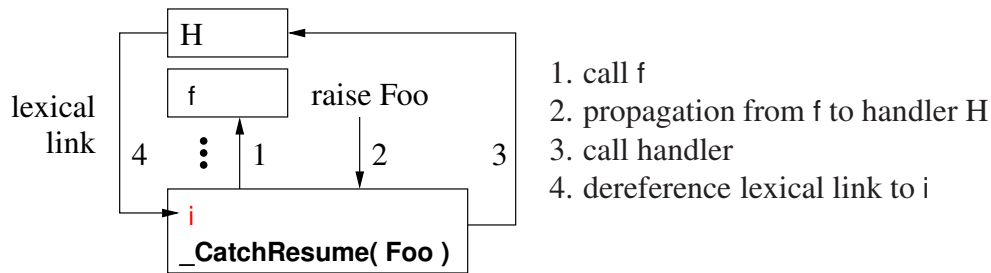 H
f
raise Foo
lexical
link
4
1
2
3
i
_CatchResume( Foo )
1. call f
2. propagation from f to handler H
3. call handler
4. dereference lexical link to i